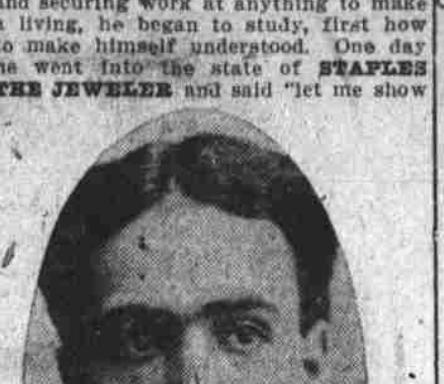 and securing work at anything to make
a living, he began to study, first how
to make himself understood. One day
he went into the state of STAPLES
THE JEWELER and said "let me show